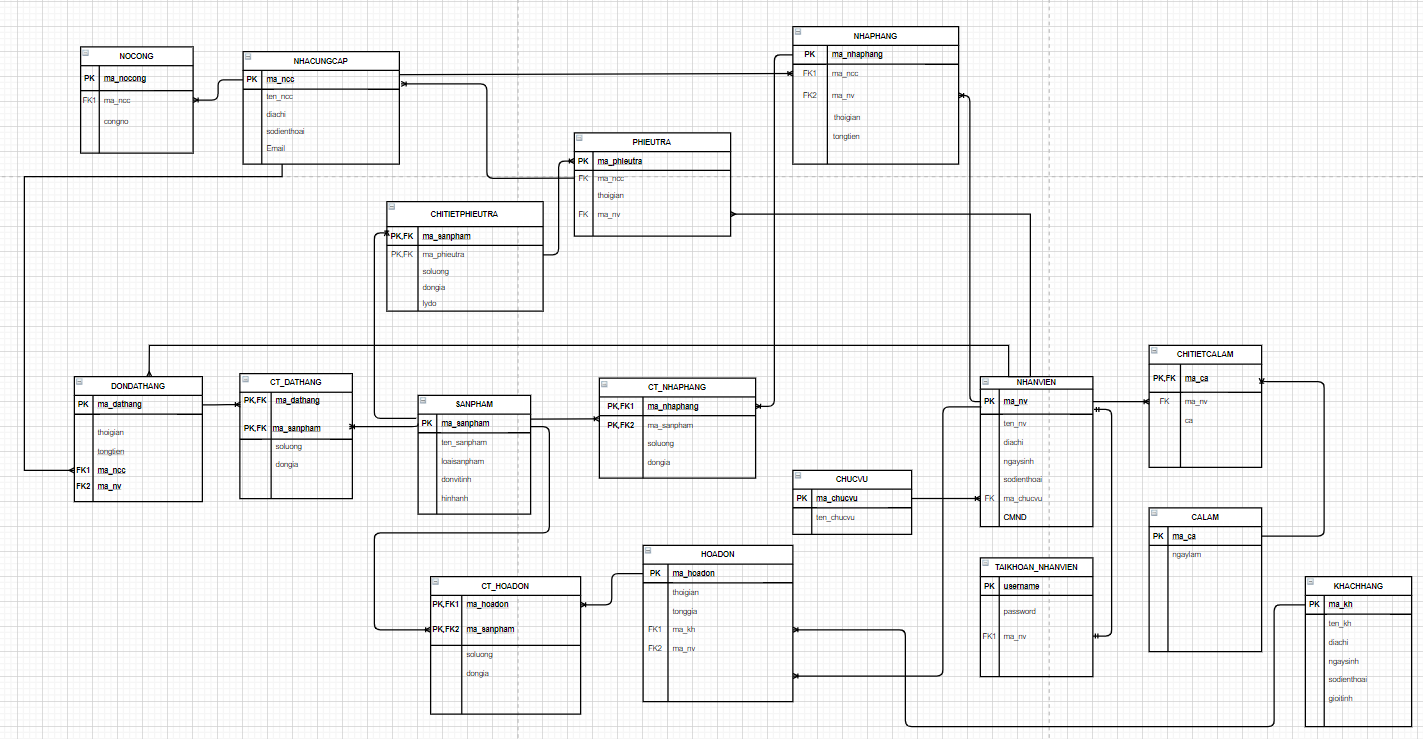 NOCONG
PK ma_nocong
FK1 ma_ncc
congno
NHACUNGCAP
PK ma_ncc
ten_ncc
diachi
sodienthoai
Email
NHAPHANG
PK ma_nhaphang
FK1 ma_ncc
FK2 ma_nv
thoigian
tongtien
PHIEUTRA
PK ma_phieutra
FK ma_ncc
thoigian
FK ma_nv
CHITIETPHIEUTRA
PK,FK ma_sanpham
PK,FK ma_phieutra
soluong
dongia
lydo
DONDATHANG
PK ma_dathang
thoigian
tongtien
FK1 ma_ncc
FK2 ma_nv
CT_DATHANG
PK,FK ma_dathang
PK,FK ma_sanpham
soluong
dongia
SANPHAM
PK ma_sanpham
ten_sanpham
loaisanpham
donvitinh
hinhanh
CT_NHAPHANG
PK,FK1 ma_nhaphang
PK,FK2 ma_sanpham
soluong
dongia
NHANVIEN
PK ma_nv
ten_nv
diachi
ngaysinh
sodienthoai
FK ma_chucvu
CMND
CHITIETCALAM
PK,FK ma_ca
FK ma_nv
ca
CHUCVU
PK ma_chucvu
ten_chucvu
CALAM
PK ma_ca
ngaylam
HOADON
PK ma_hoadon
thoigian
tonggia
FK1 ma_kh
FK2 ma_nv
TAIKHOAN_NHANVIEN
PK username
password
FK1 ma_nv
CT_HOADON
PK,FK1 ma_hoadon
PK,FK2 ma_sanpham
soluong
dongia
KHACHHANG
PK ma_kh
ten_kh
diachi
ngaysinh
sodienthoai
gioitinh